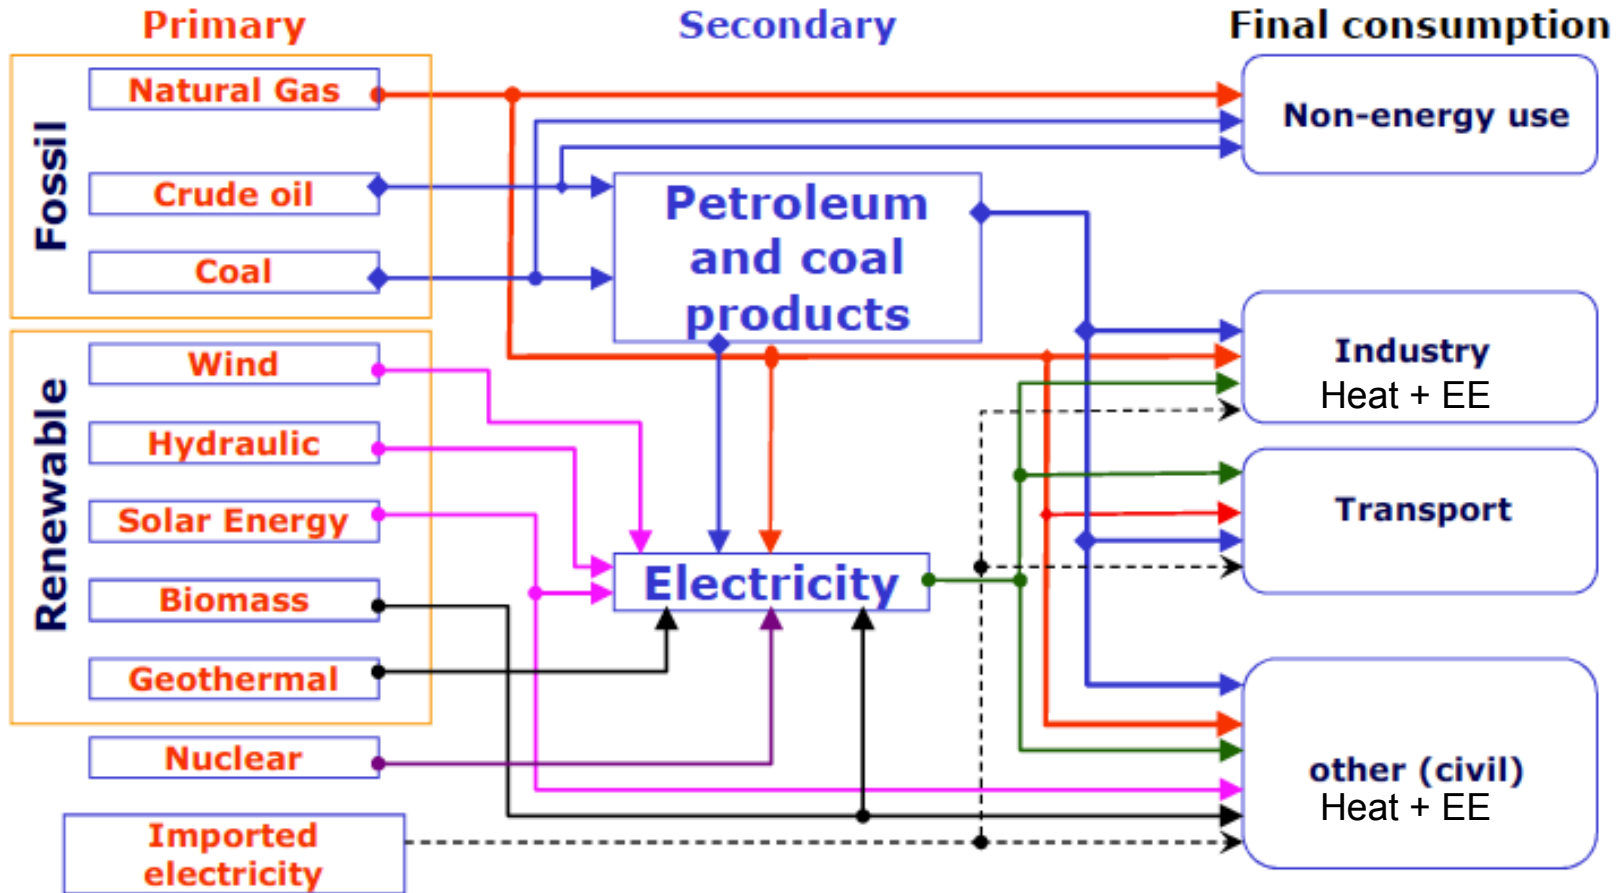 Primary
Secondary
Final consumption
Fossil
Natural Gas
Crude oil
Coal
Renewable
Wind
Hydraulic
Solar Energy
Biomass
Geothermal
Nuclear
Imported
electricity
Petroleum
and coal
products
Electricity
Non-energy use
Industry
Heat + EE
Transport
other (civil)
Heat + EE